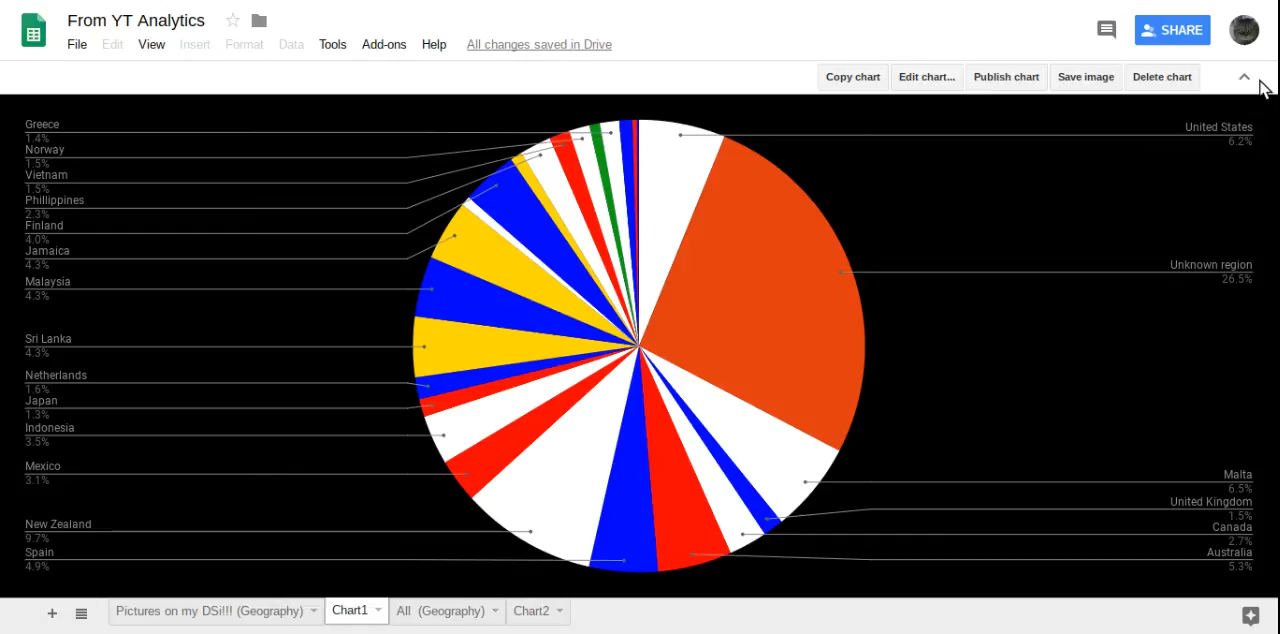 From YT Analytics
File Edit View Insert Format Data Tools Add-ons Help All changes saved in Drive
SHARE
Copy chart Edit chart... Publish chart Save image Delete chart
Greece
1.4%
Norway
1.5%
Vietnam
1.5%
Phillippines
2.3%
Finland
4.0%
Jamaica
4.3%
Malaysia
4.3%
Sri Lanka
4.3%
Netherlands
1.6%
Japan
1.3%
Indonesia
3.5%
Mexico
3.1%
New Zealand
9.7%
Spain
4.9%
United States
6.2%
Unknown region
26.5%
Malta
6.5%
United Kingdom
1.5%
Canada
2.7%
Australia
5.3%
Pictures on my DSi!!! (Geography) Chart1 All (Geography) Chart2